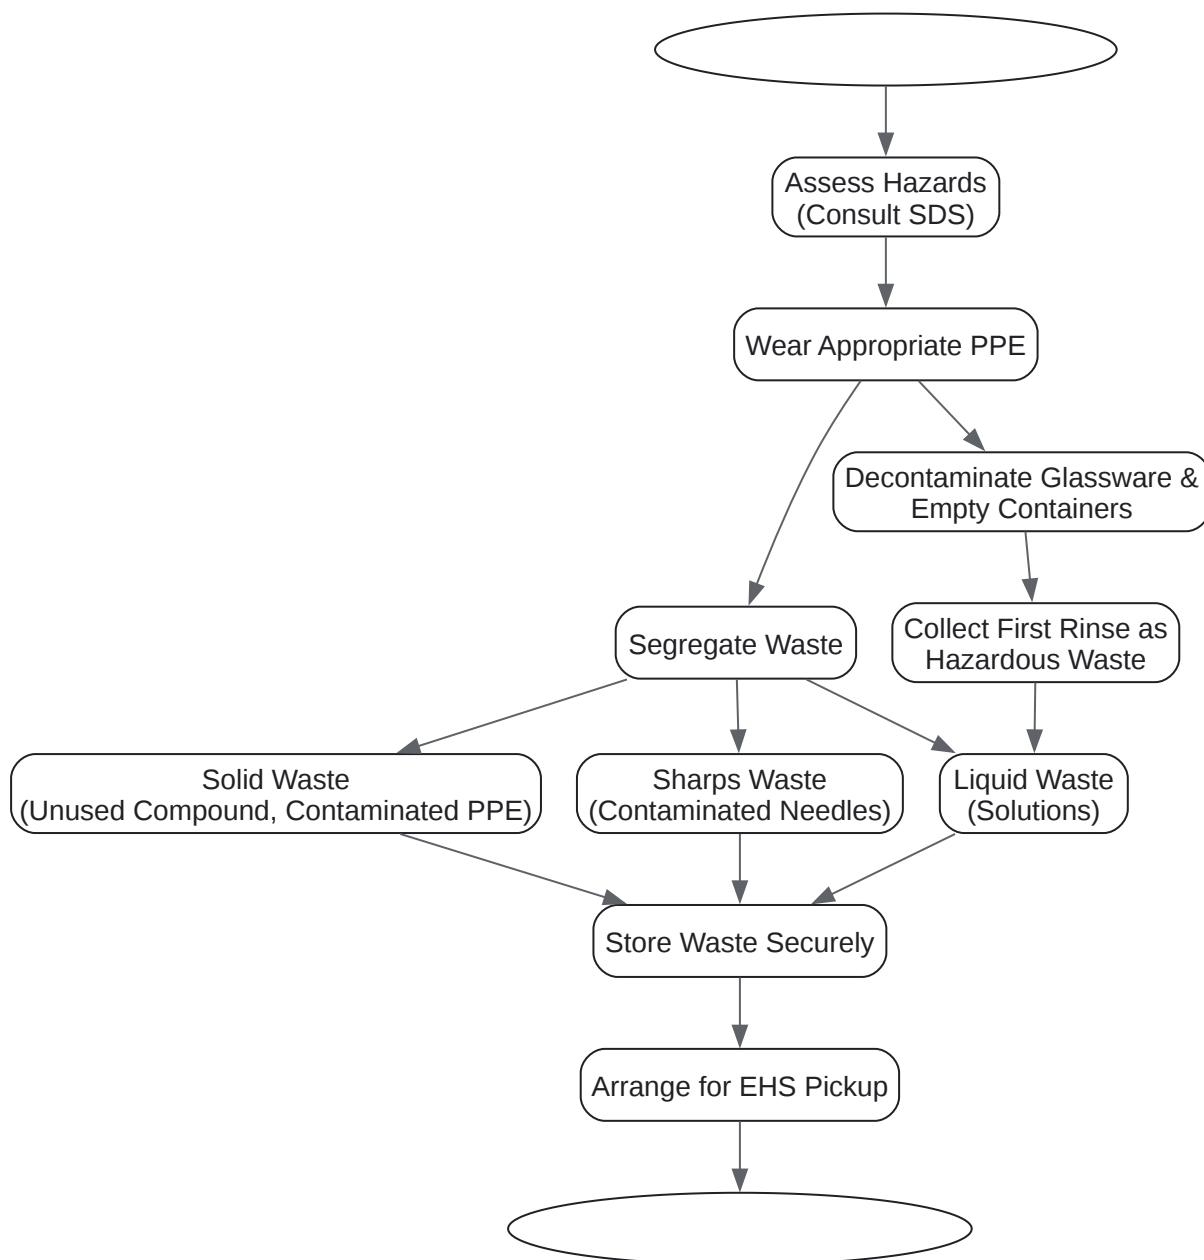 Assess Hazards
(Consult SDS)
Wear Appropriate PPE
Decontaminate Glassware &
Empty Containers
Segregate Waste
Collect First Rinse as
Hazardous Waste
Solid Waste
(Unused Compound, Contaminated PPE)
Sharps Waste
(Contaminated Needles)
Liquid Waste
(Solutions)
Store Waste Securely
Arrange for EHS Pickup